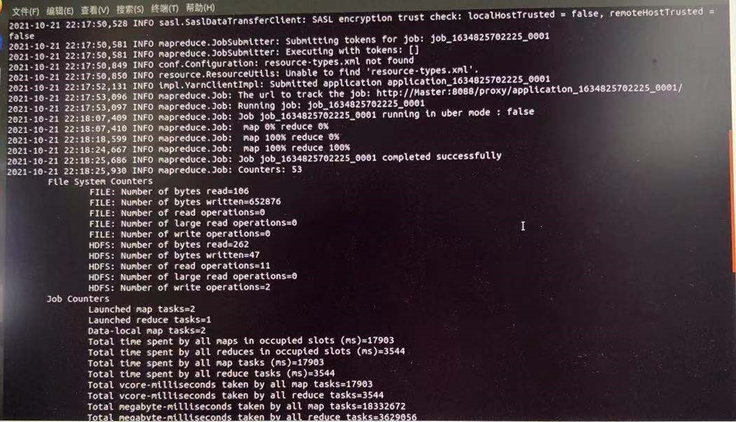 文件(F) 编辑(E) 查看(V) 搜索(S) 终端(T) 帮助(H)
2021-10-21 22:17:50,528 INFO sasl.SaslDataTransferClient: SASL encryption trust check: localHostTrusted = false, remoteHostTrusted =
false
2021-10-21 22:17:50,581 INFO mapreduce.JobSubmitter: Submitting tokens for job: job_1634825702225_0001
2021-10-21 22:17:50,581 INFO mapreduce.JobSubmitter: Executing with tokens: []
2021-10-21 22:17:50,849 INFO conf.Configuration: resource-types.xml not found
2021-10-21 22:17:50,850 INFO resource.ResourceUtils: Unable to find 'resource-types.xml'.
2021-10-21 22:17:52,131 INFO impl.YarnClientImpl: Submitted application application_1634825702225_0001
2021-10-21 22:17:53,096 INFO mapreduce.Job: The url to track the job: http://Master:8088/proxy/application_1634825702225_0001/
2021-10-21 22:17:53,097 INFO mapreduce.Job: Running job: job_1634825702225_0001
2021-10-21 22:18:07,409 INFO mapreduce.Job: Job job_1634825702225_0001 running in uber mode : false
2021-10-21 22:18:07,410 INFO mapreduce.Job:  map 0% reduce 0%
2021-10-21 22:18:18,599 INFO mapreduce.Job:  map 100% reduce 0%
2021-10-21 22:18:24,667 INFO mapreduce.Job:  map 100% reduce 100%
2021-10-21 22:18:25,686 INFO mapreduce.Job: Job job_1634825702225_0001 completed successfully
2021-10-21 22:18:25,930 INFO mapreduce.Job: Counters: 53
File System Counters
FILE: Number of bytes read=106
FILE: Number of bytes written=652876
FILE: Number of read operations=0
FILE: Number of large read operations=0
FILE: Number of write operations=0
HDFS: Number of bytes read=262
HDFS: Number of bytes written=47
HDFS: Number of read operations=11
HDFS: Number of large read operations=0
HDFS: Number of write operations=2
Job Counters
Launched map tasks=2
Launched reduce tasks=1
Data-local map tasks=2
Total time spent by all maps in occupied slots (ms)=17903
Total time spent by all reduces in occupied slots (ms)=3544
Total time spent by all map tasks (ms)=17903
Total time spent by all reduce tasks (ms)=3544
Total vcore-milliseconds taken by all map tasks=17903
Total vcore-milliseconds taken by all reduce tasks=3544
Total megabyte-milliseconds taken by all map tasks=18332672
Total megabyte-milliseconds taken by all reduce tasks=3629056